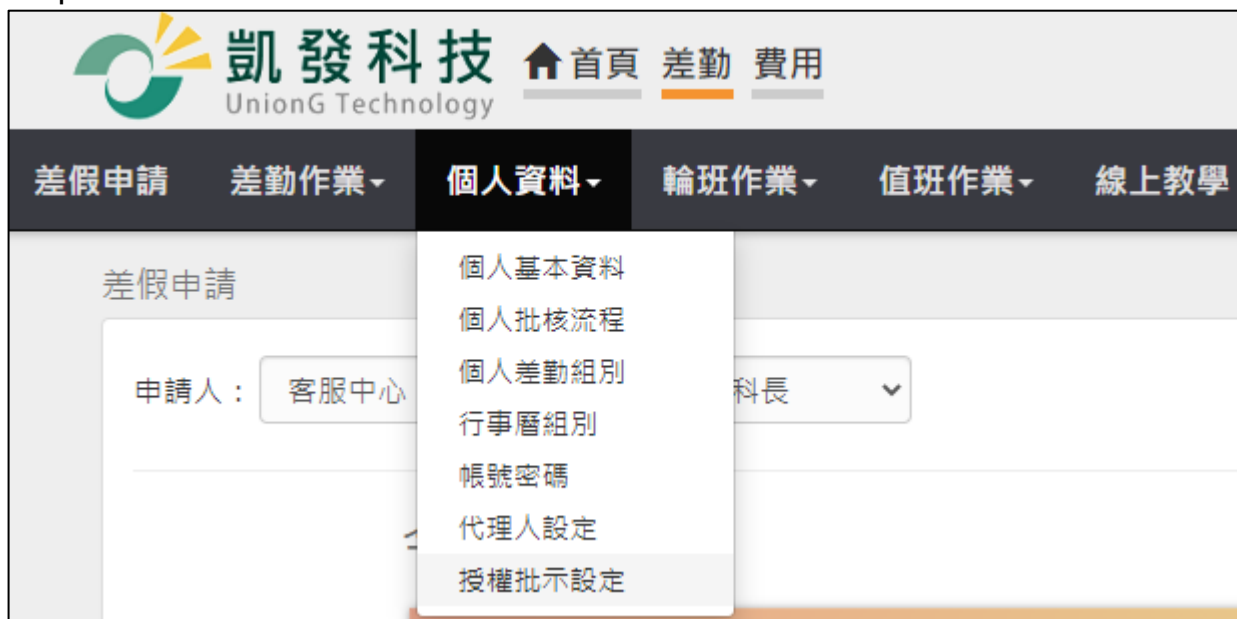 凱發科技
UnionG Technology
首頁 差勤 費用
差假申請 差勤作業 個人資料 輪班作業 值班作業 線上教學
差假申請
個人基本資料
個人批核流程
個人差勤組別
行事曆組別
帳號密碼
代理人設定
授權批示設定
申請人： 客服中心 科長